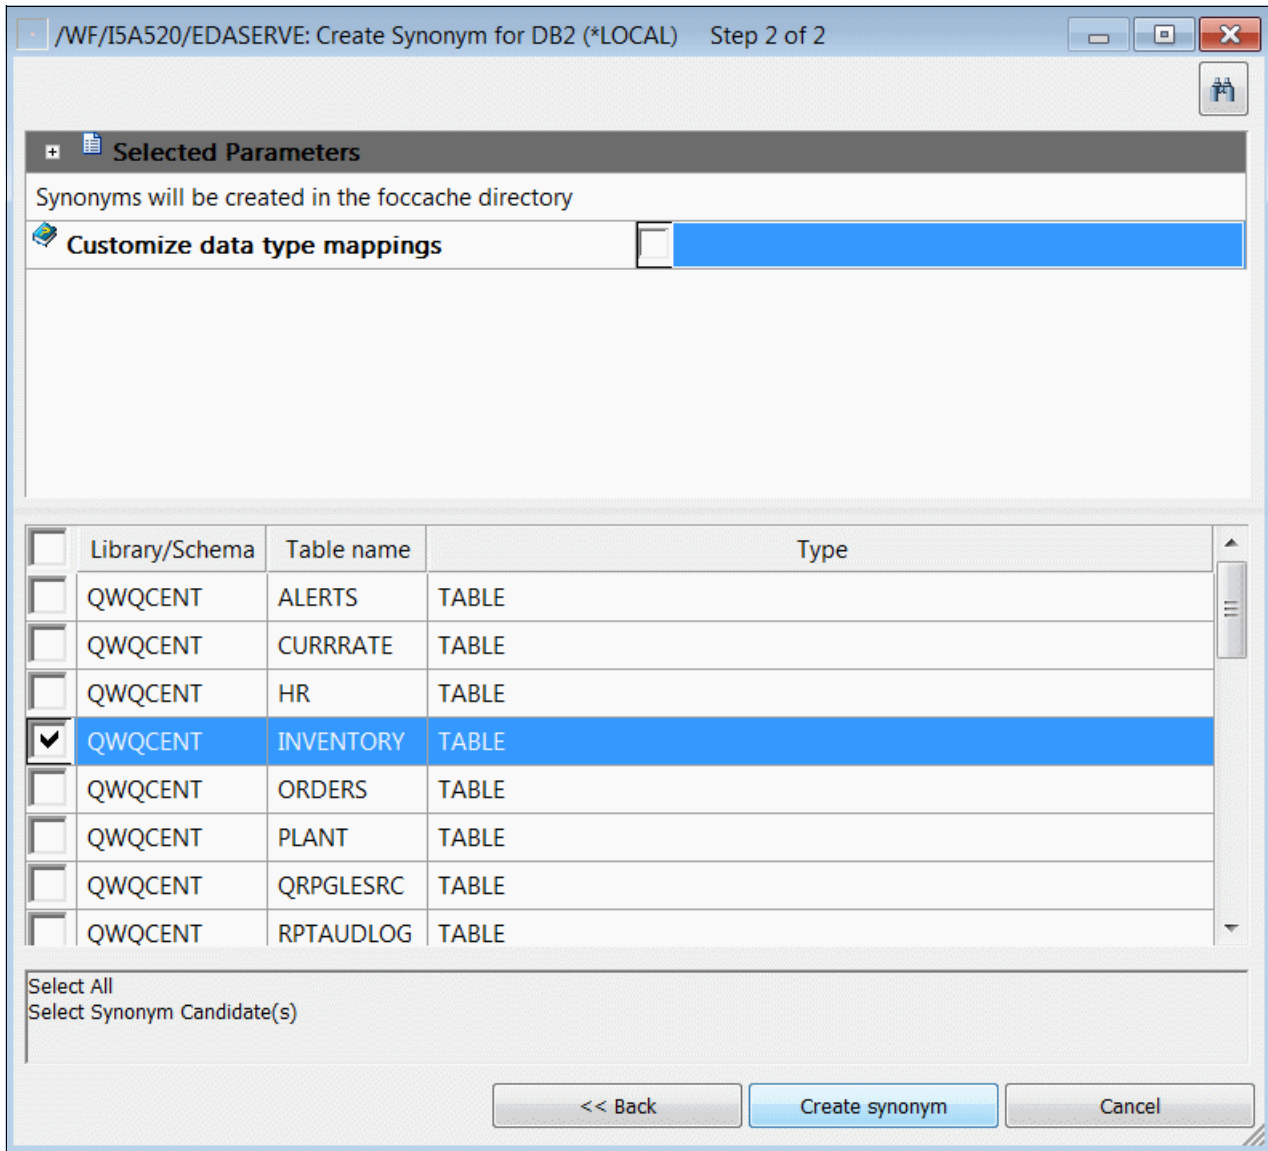 /WF/I5A520/EDASERVE: Create Synonym for DB2 (*LOCAL) Step 2 of 2
Selected Parameters
Synonyms will be created in the foccache directory
Customize data type mappings
Library/Schema Table name Type
QWQCENT ALERTS TABLE
QWQCENT CURRRATE TABLE
QWQCENT HR TABLE
QWQCENT INVENTORY TABLE
QWQCENT ORDERS TABLE
QWQCENT PLANT TABLE
QWQCENT QRPGLESRC TABLE
QWQCENT RPTAUDLOG TABLE
Select All
Select Synonym Candidate(s)
<< Back Create synonym Cancel